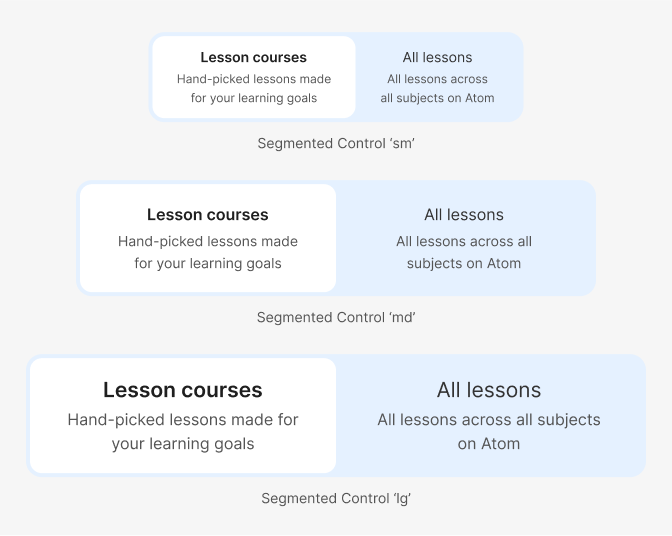 Lesson courses
Hand-picked lessons made
for your learning goals
All lessons
All lessons across
all subjects on Atom
Segmented Control ‘sm’
Lesson courses
Hand-picked lessons made
for your learning goals
All lessons
All lessons across all
subjects on Atom
Segmented Control ‘md’
Lesson courses
Hand-picked lessons made for
your learning goals
All lessons
All lessons across all subjects
on Atom
Segmented Control ‘lg’